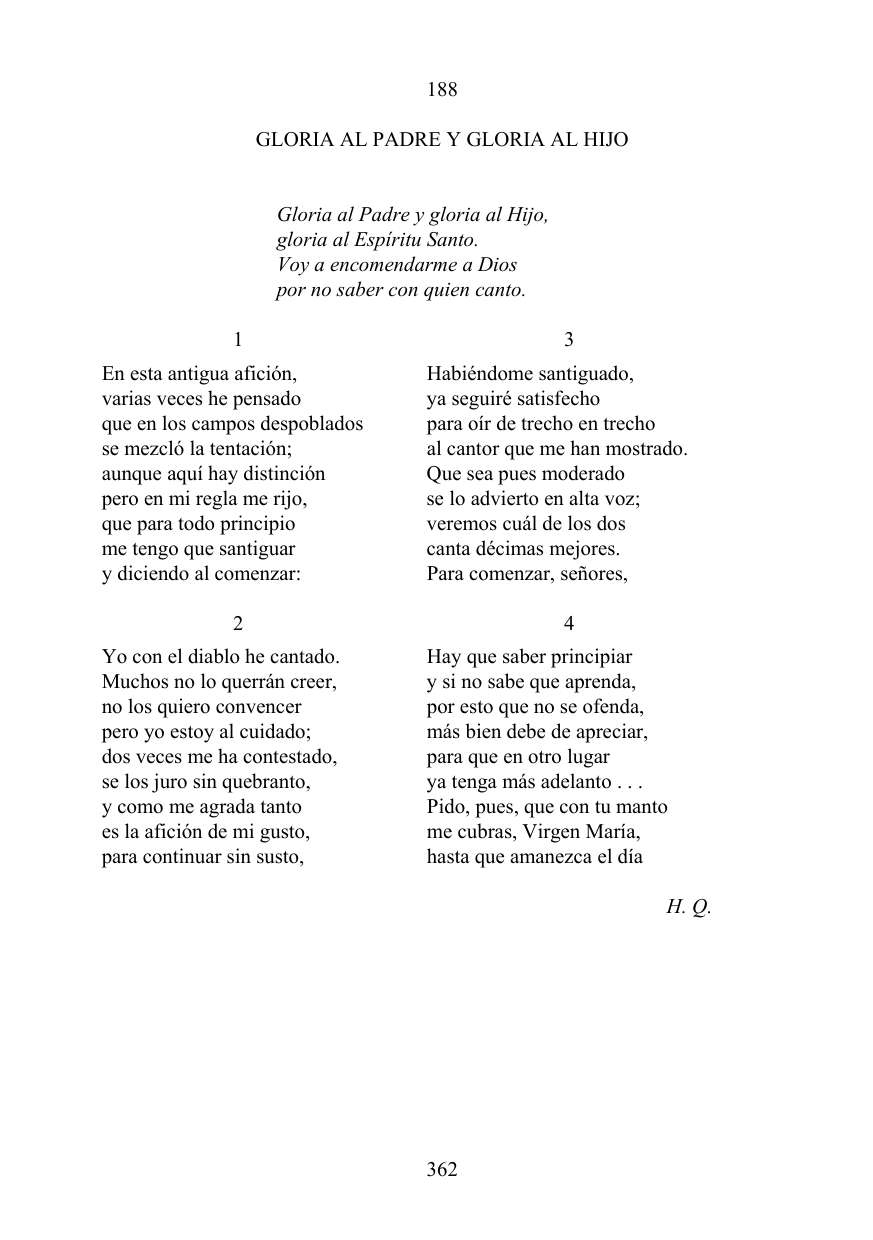 188
GLORIA AL PADRE Y GLORIA AL HIJO
Gloria al Padre y gloria al Hijo,
gloria al Espíritu Santo.
Voy a encomendarme a Dios
por no saber con quien canto.
1
En esta antigua afición,
varias veces he pensado
que en los campos despoblados
se mezcló la tentación;
aunque aquí hay distinción
pero en mi regla me rijo,
que para todo principio
me tengo que santiguar
y diciendo al comenzar:
2
Yo con el diablo he cantado.
Muchos no lo querrán creer,
no los quiero convencer
pero yo estoy al cuidado;
dos veces me ha contestado,
se los juro sin quebranto,
y como me agrada tanto
es la afición de mi gusto,
para continuar sin susto,
3
Habiéndome santiguado,
ya seguiré satisfecho
para oír de trecho en trecho
al cantor que me han mostrado.
Que sea pues moderado
se lo advierto en alta voz;
veremos cuál de los dos
canta décimas mejores.
Para comenzar, señores,
4
Hay que saber principiar
y si no sabe que aprenda,
por esto que no se ofenda,
más bien debe de apreciar,
para que en otro lugar
ya tenga más adelanto . . .
Pido, pues, que con tu manto
me cubras, Virgen María,
hasta que amanezca el día
H. Q.
362